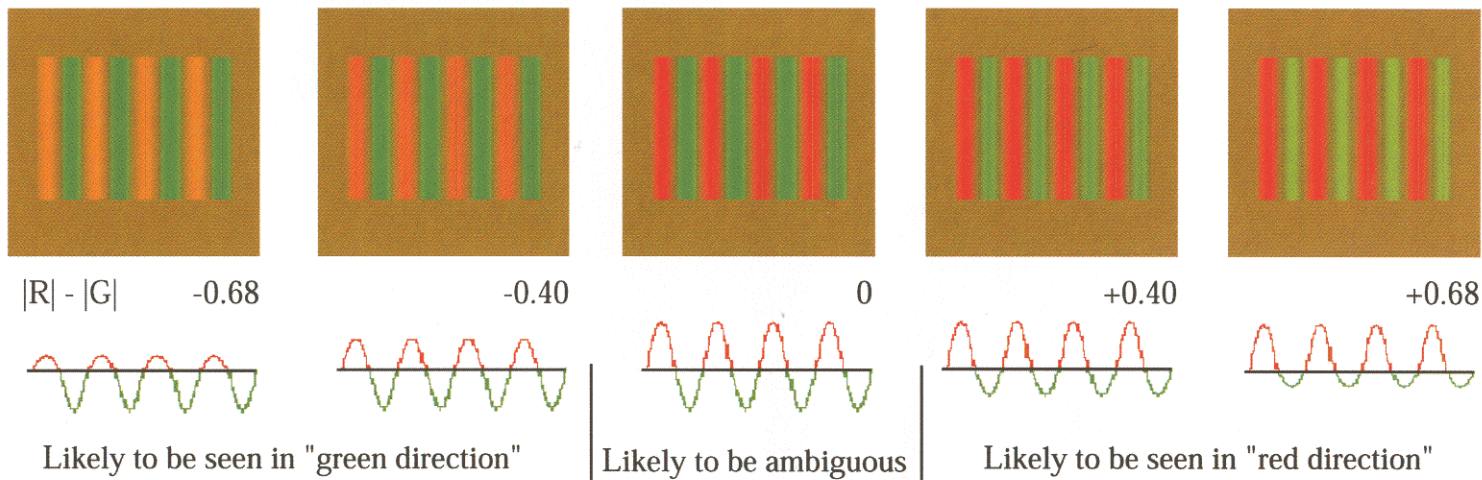 |R| - |G| -0.68 -0.40 0 +0.40 +0.68
Likely to be seen in "green direction" Likely to be ambiguous Likely to be seen in "red direction"